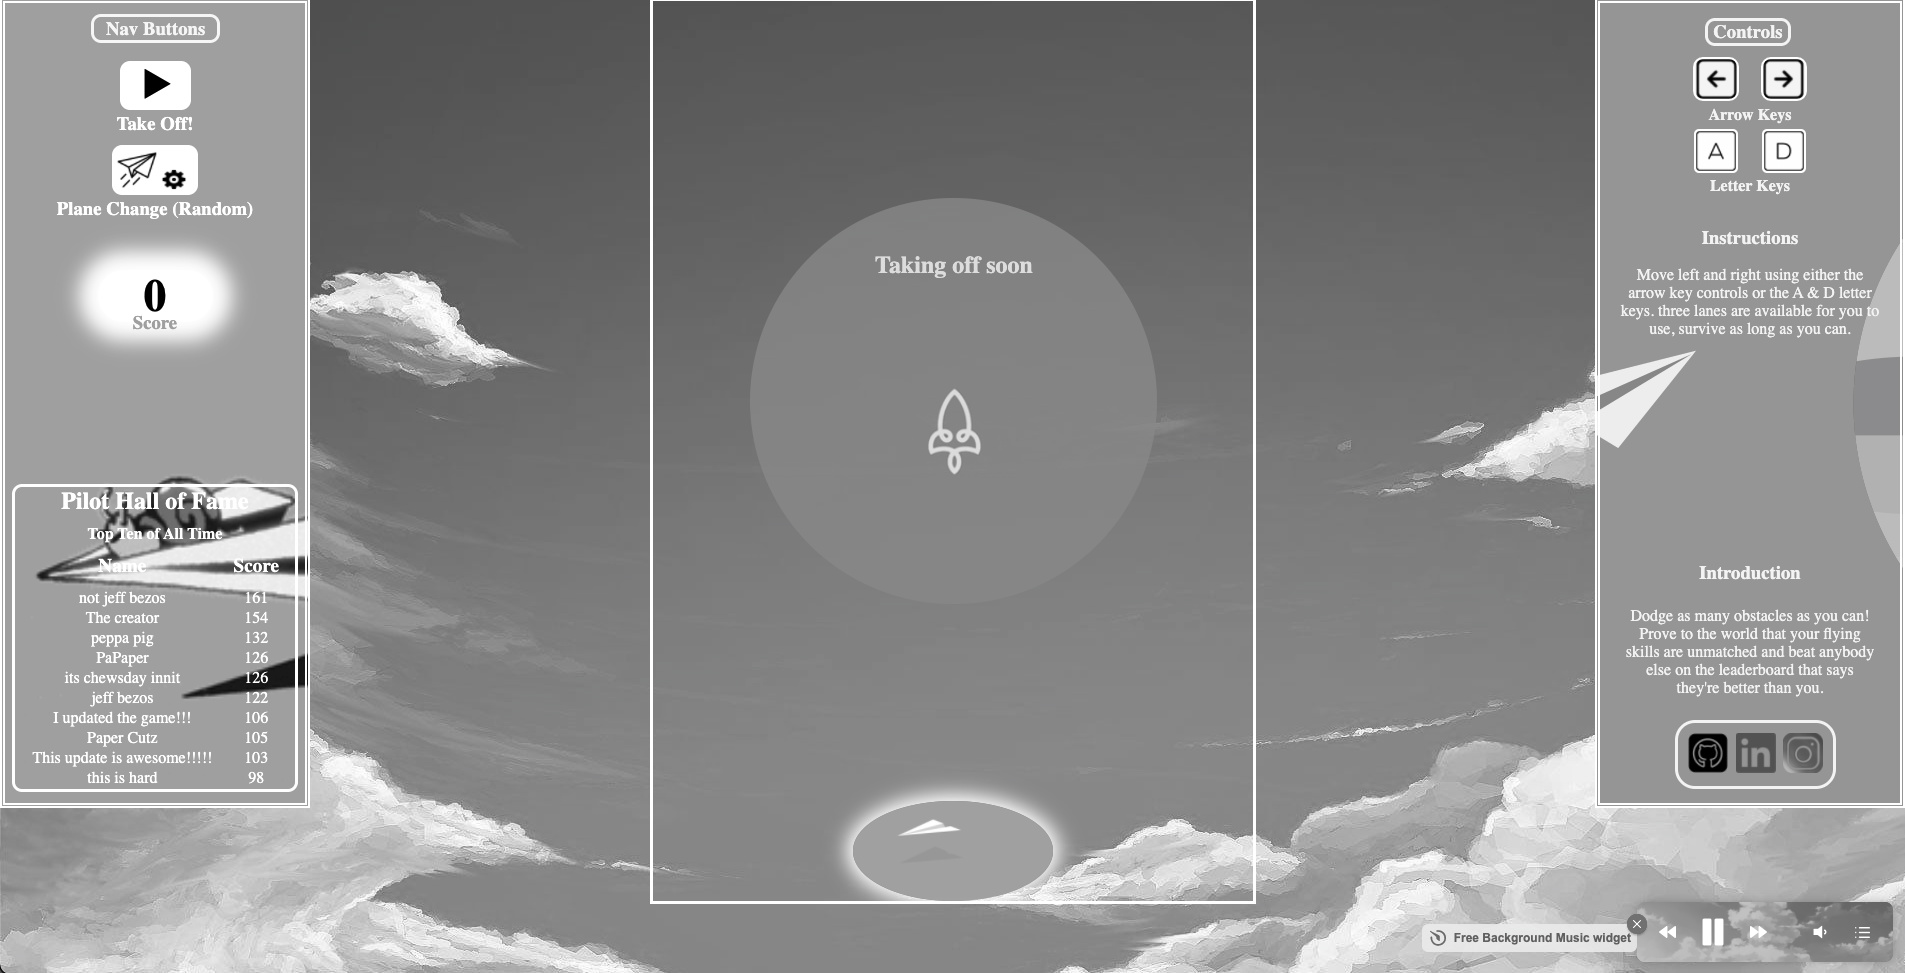 Nav Buttons
Take Off!
Plane Change (Random)
0
Score
Pilot Hall of Fame
Top Ten of All Time
Name Score
not jeff bezos 161
The creator 154
peppa pig 132
PaPaper 126
its chewsday innit 126
jeff bezos 122
I updated the game!!! 106
Paper Cutz 105
This update is awesome!!!!! 103
this is hard 98
Taking off soon
Controls
Arrow Keys
A D
Letter Keys
Instructions
Move left and right using either the
arrow key controls or the A & D letter
keys. three lanes are available for you to
use, survive as long as you can.
Introduction
Dodge as many obstacles as you can!
Prove to the world that your flying
skills are unmatched and beat anybody
else on the leaderboard that says
they're better than you.
in
Free Background Music widget